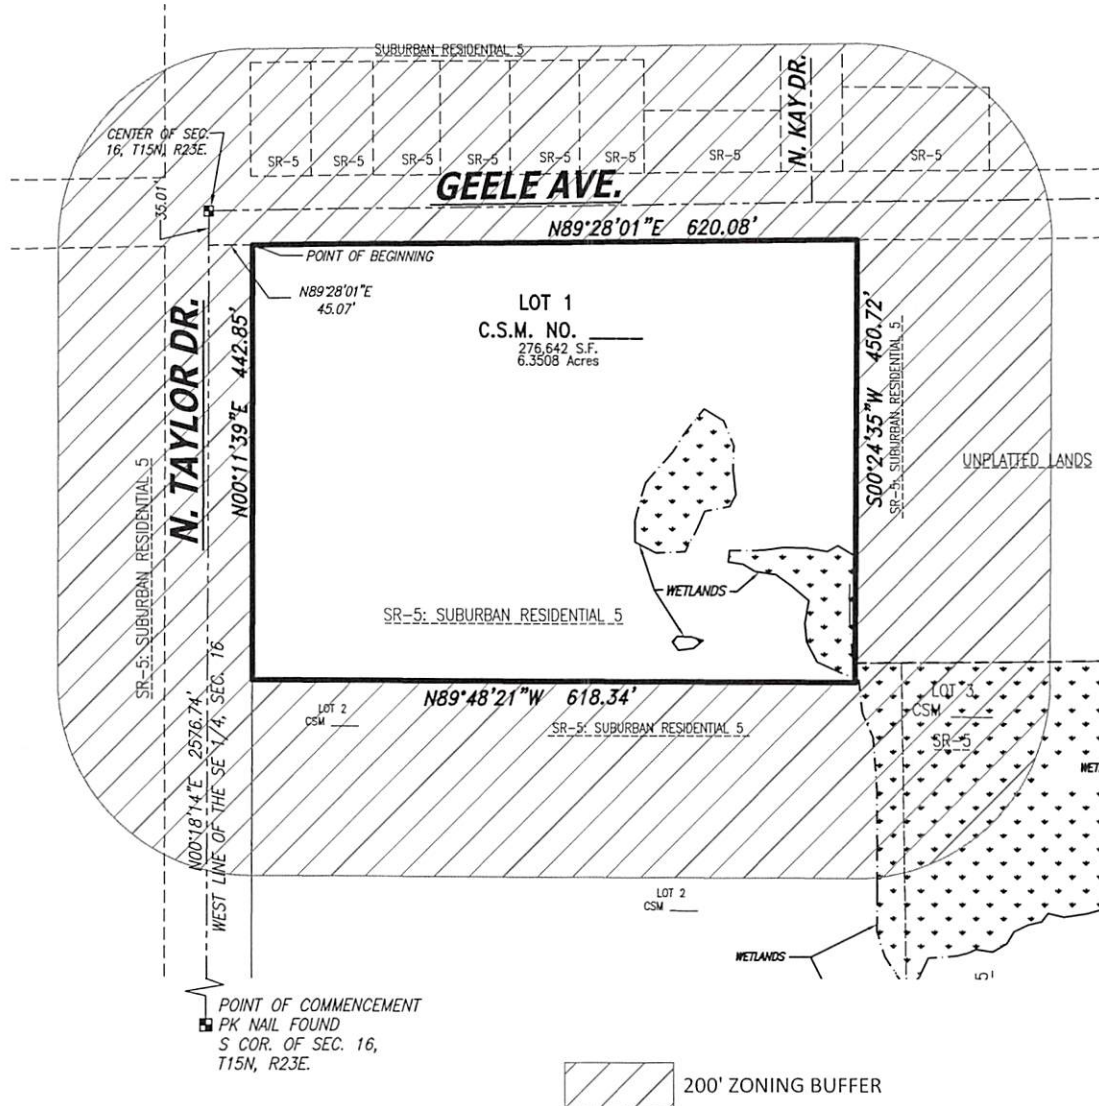 SUBURBAN RESIDENTIAL 5
N. KAY DR.
CENTER OF SEC.
16, T15N, R23E.
SR-5
SR-5
SR-5
SR-5
SR-5
SR-5
SR-5
SR-5
GEELE AVE.
35.01'
N89°28'01"E 620.08'
POINT OF BEGINNING
N89°28'01"E
45.07'
LOT 1
C.S.M. NO. ______
276,642 S.F.
6.3508 Acres
N. TAYLOR DR.
N00°11'39"E 442.85'
S00°24'35"W 450.72'
SR-5: SUBURBAN RESIDENTIAL 5
UNPLATTED LANDS
SR-5: SUBURBAN RESIDENTIAL 5
WETLANDS
SR-5: SUBURBAN RESIDENTIAL 5
N89°48'21"W 618.34'
LOT 2
CSM ____
SR-5: SUBURBAN RESIDENTIAL 5
LOT 3
CSM ____
SR-5
WET
N00°18'14"E 2576.74'
WEST LINE OF THE SE 1/4, SEC. 16
LOT 2
CSM ____
WETLANDS
5
POINT OF COMMENCEMENT
PK NAIL FOUND
S COR. OF SEC. 16,
T15N, R23E.
200' ZONING BUFFER